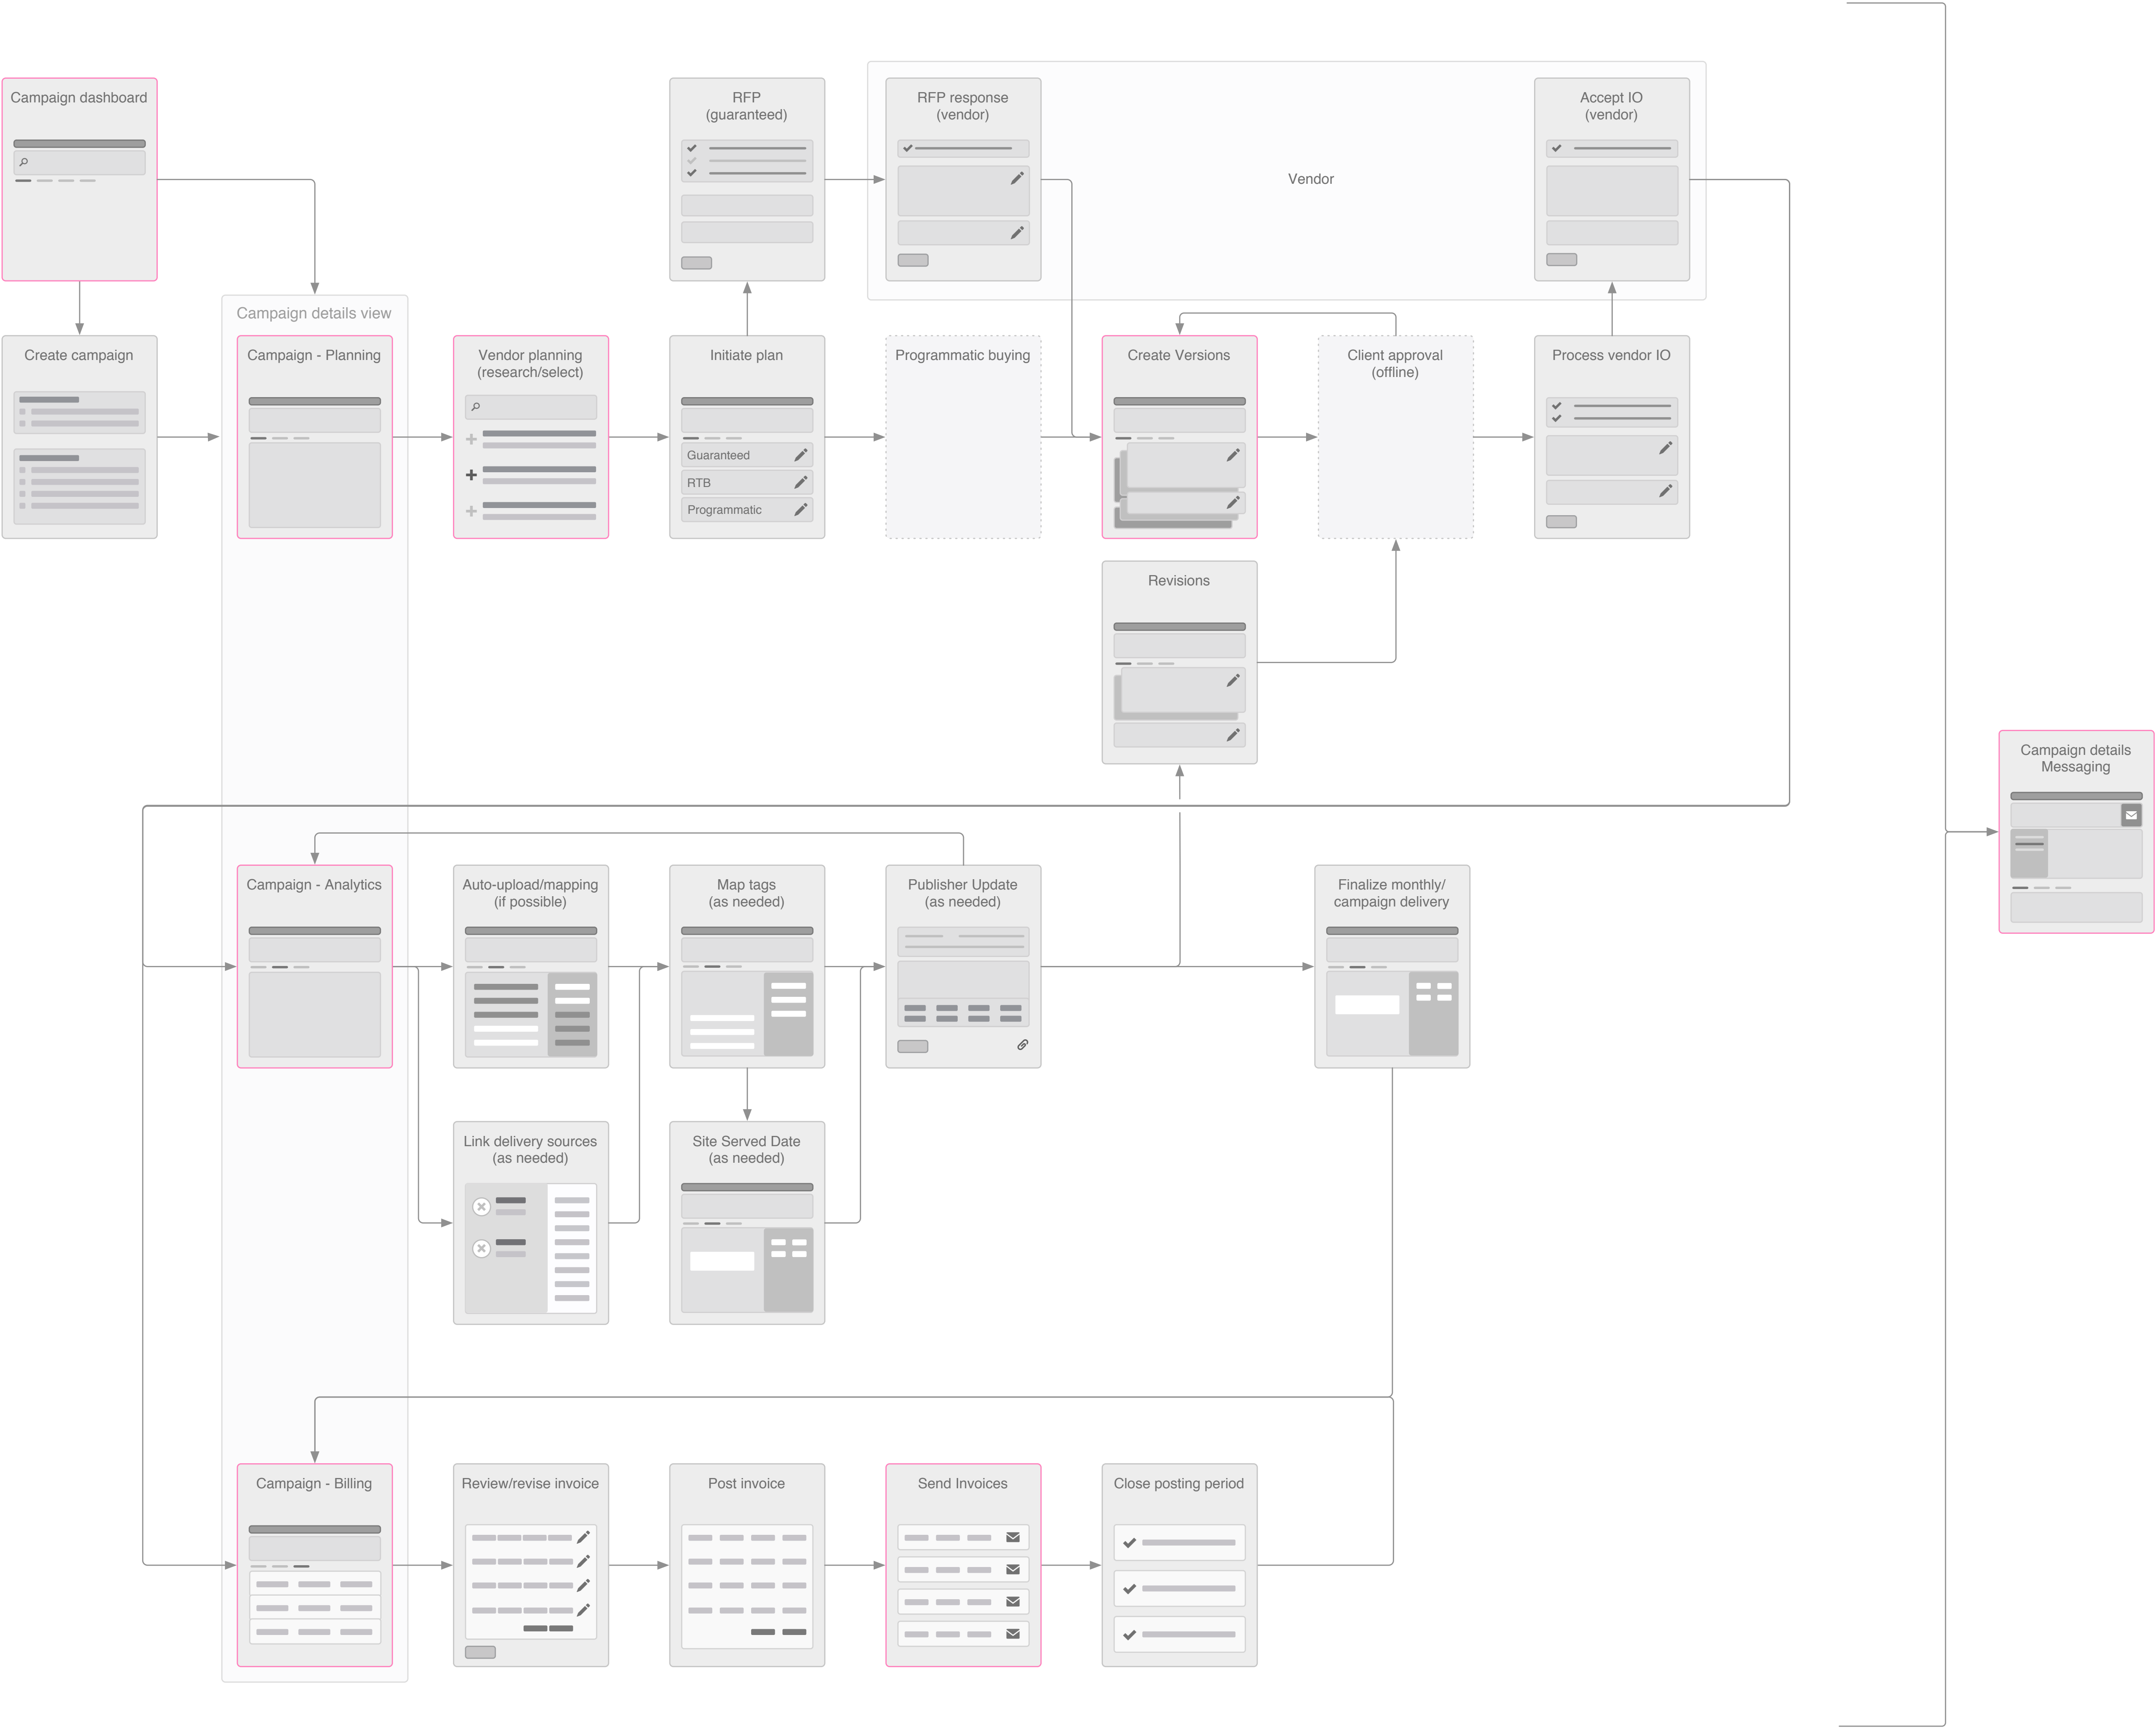 Campaign dashboard
RFP
(guaranteed)
RFP response
(vendor)
Vendor
Accept IO
(vendor)
Campaign details view
Create campaign
Campaign - Planning
Vendor planning
(research/select)
Initiate plan
Guaranteed
RTB
Programmatic
Programmatic buying
Create Versions
Client approval
(offline)
Process vendor IO
Revisions
Campaign details
Messaging
Campaign - Analytics
Auto-upload/mapping
(if possible)
Map tags
(as needed)
Publisher Update
(as needed)
Finalize monthly/
campaign delivery
Link delivery sources
(as needed)
Site Served Date
(as needed)
Campaign - Billing
Review/revise invoice
Post invoice
Send Invoices
Close posting period